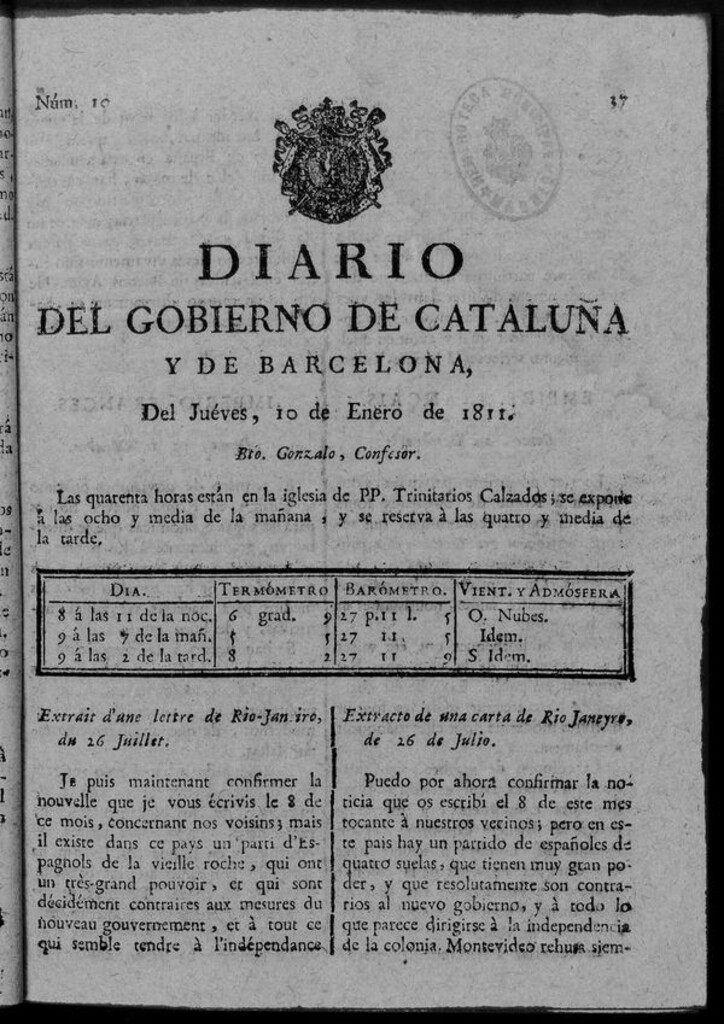 Núm. 10 37
DIARIO
DEL GOBIERNO DE CATALUÑA
Y DE BARCELONA,
Del Juéves, 10 de Enero de 1811.
Bto. Gonzalo, Confesor.
Las quarenta horas están en la iglesia de PP. Trinitarios Calzados; se expone
á las ocho y media de la mañana, y se reserva à las quatro y media de
la tarde.
DIA. TERMÓMETRO BARÓMETRO. VIENT. Y ADMÓSFERA
8 á las 11 de la noc. 6 grad. 9 27 p. 11 l. 5 O. Nubes.
9 á las 7 de la mañ. 5 5 27 11 5 Idem.
9 á las 2 de la tard. 8 2 27 11 9 S Idem.
Extrait d'une lettre de Rio-Janeiro,
du 26 Juillet.
JE puis maintenant confirmer la
nouvelle que je vous écrivis le 8 de
ce mois, concernant nos voisins; mais
il existe dans ce pays un parti d'Es-
pagnols de la vieille roche, qui ont
un très-grand pouvoir, et qui sont
décidément contraires aux mesures du
nouveau gouvernement, et à tout ce
qui semble tendre à l'indépendance
Extracto de una carta de Rio Janeyro,
de 26 de Julio.
Puedo por ahora confirmar la no-
ticia que os escribí el 8 de este mes
tocante à nuestros vecinos; pero en es-
te pais hay un partido de españoles de
quatro suelas, que tienen muy gran po-
der, y que resolutamente son contra-
rios al nuevo gobierno, y à todo lo
que parece dirigirse à la independencia
de la colonia. Montevideo rehusa siem-